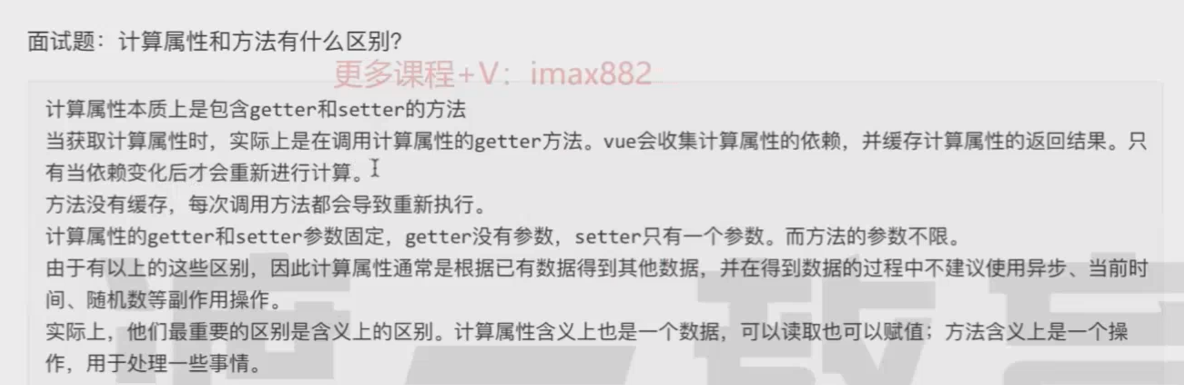 面试题：计算属性和方法有什么区别?
更多课程+V：imax882
计算属性本质上是包含getter和setter的方法
当获取计算属性时，实际上是在调用计算属性的getter方法。vue会收集计算属性的依赖，并缓存计算属性的返回结果。只
有当依赖变化后才会重新进行计算。
方法没有缓存，每次调用方法都会导致重新执行。
计算属性的getter和setter参数固定，getter没有参数，setter只有一个参数。而方法的参数不限。
由于有以上的这些区别，因此计算属性通常是根据已有数据得到其他数据，并在得到数据的过程中不建议使用异步、当前时
间、随机数等副作用操作。
实际上，他们最重要的区别是含义上的区别。计算属性含义上也是一个数据，可以读取也可以赋值；方法含义上是一个操
作，用于处理一些事情。